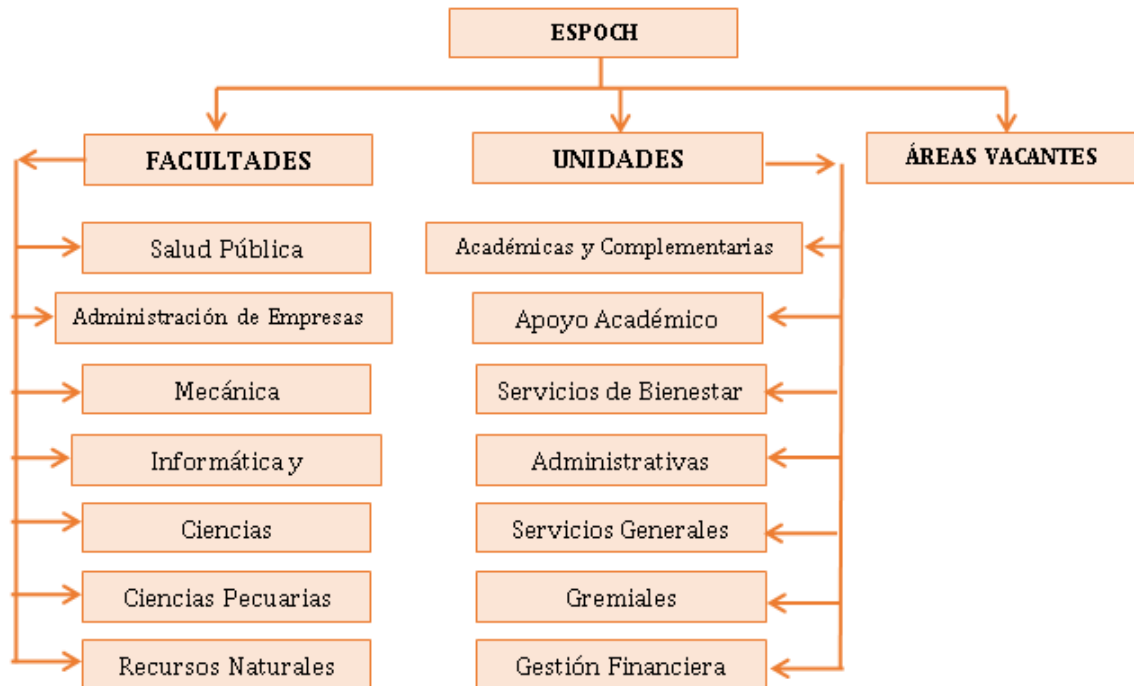 ESPOCH
FACULTADES
UNIDADES
ÁREAS VACANTES
Salud Pública
Administración de Empresas
Mecánica
Informática y
Ciencias
Ciencias Pecuarias
Recursos Naturales
Académicas y Complementarias
Apoyo Académico
Servicios de Bienestar
Administrativas
Servicios Generales
Gremiales
Gestión Financiera